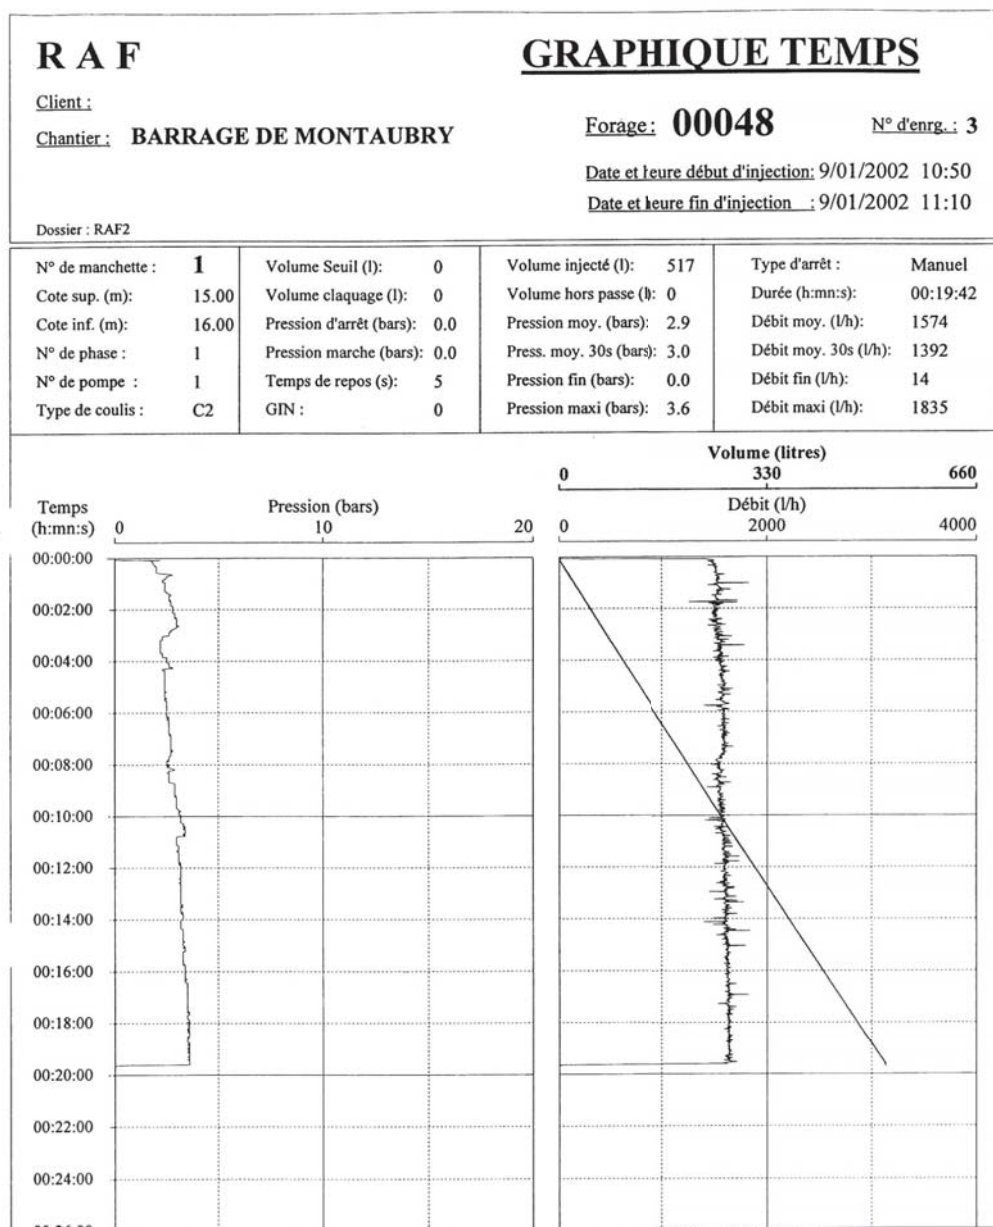 R A F
GRAPHIQUE TEMPS
Client :
Chantier : BARRAGE DE MONTAUBRY
Forage : 00048 N° d'enrg. : 3
Date et heure début d'injection: 9/01/2002 10:50
Date et heure fin d'injection : 9/01/2002 11:10
Dossier : RAF2
N° de manchette : 1
Cote sup. (m): 15.00
Cote inf. (m): 16.00
N° de phase : 1
N° de pompe : 1
Type de coulis : C2
Volume Seuil (l): 0
Volume claquage (l): 0
Pression d'arrêt (bars): 0.0
Pression marche (bars): 0.0
Temps de repos (s): 5
GIN : 0
Volume injecté (l): 517
Volume hors passe (l): 0
Pression moy. (bars): 2.9
Press. moy. 30s (bars): 3.0
Pression fin (bars): 0.0
Pression maxi (bars): 3.6
Type d'arrêt : Manuel
Durée (h:mn:s): 00:19:42
Débit moy. (l/h): 1574
Débit moy. 30s (l/h): 1392
Débit fin (l/h): 14
Débit maxi (l/h): 1835
Volume (litres)
0 330 660
Temps
(h:mn:s)
Pression (bars)
0 10 20
Débit (l/h)
0 2000 4000
00:00:00
00:02:00
00:04:00
00:06:00
00:08:00
00:10:00
00:12:00
00:14:00
00:16:00
00:18:00
00:20:00
00:22:00
00:24:00